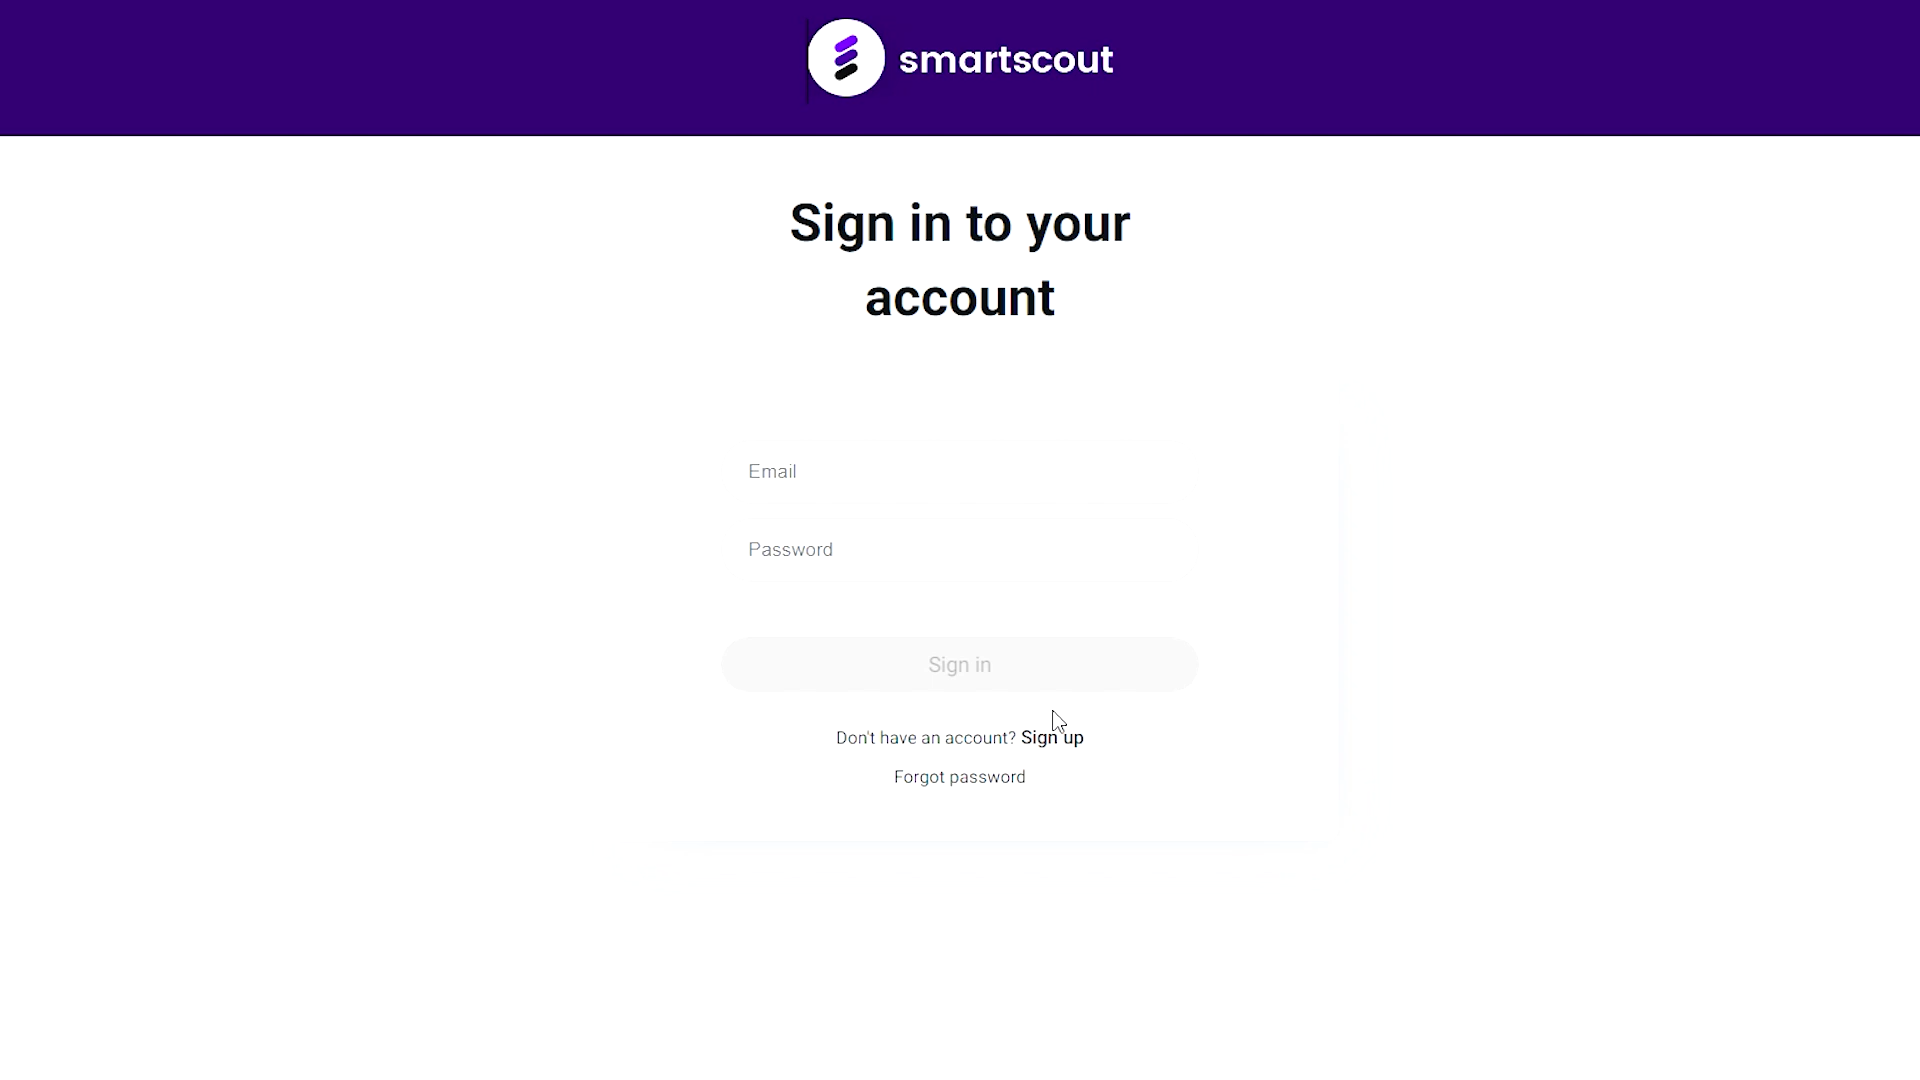 smartscout
Sign in to your
account
Email
Password
Sign in
Don't have an account? Sign up
Forgot password